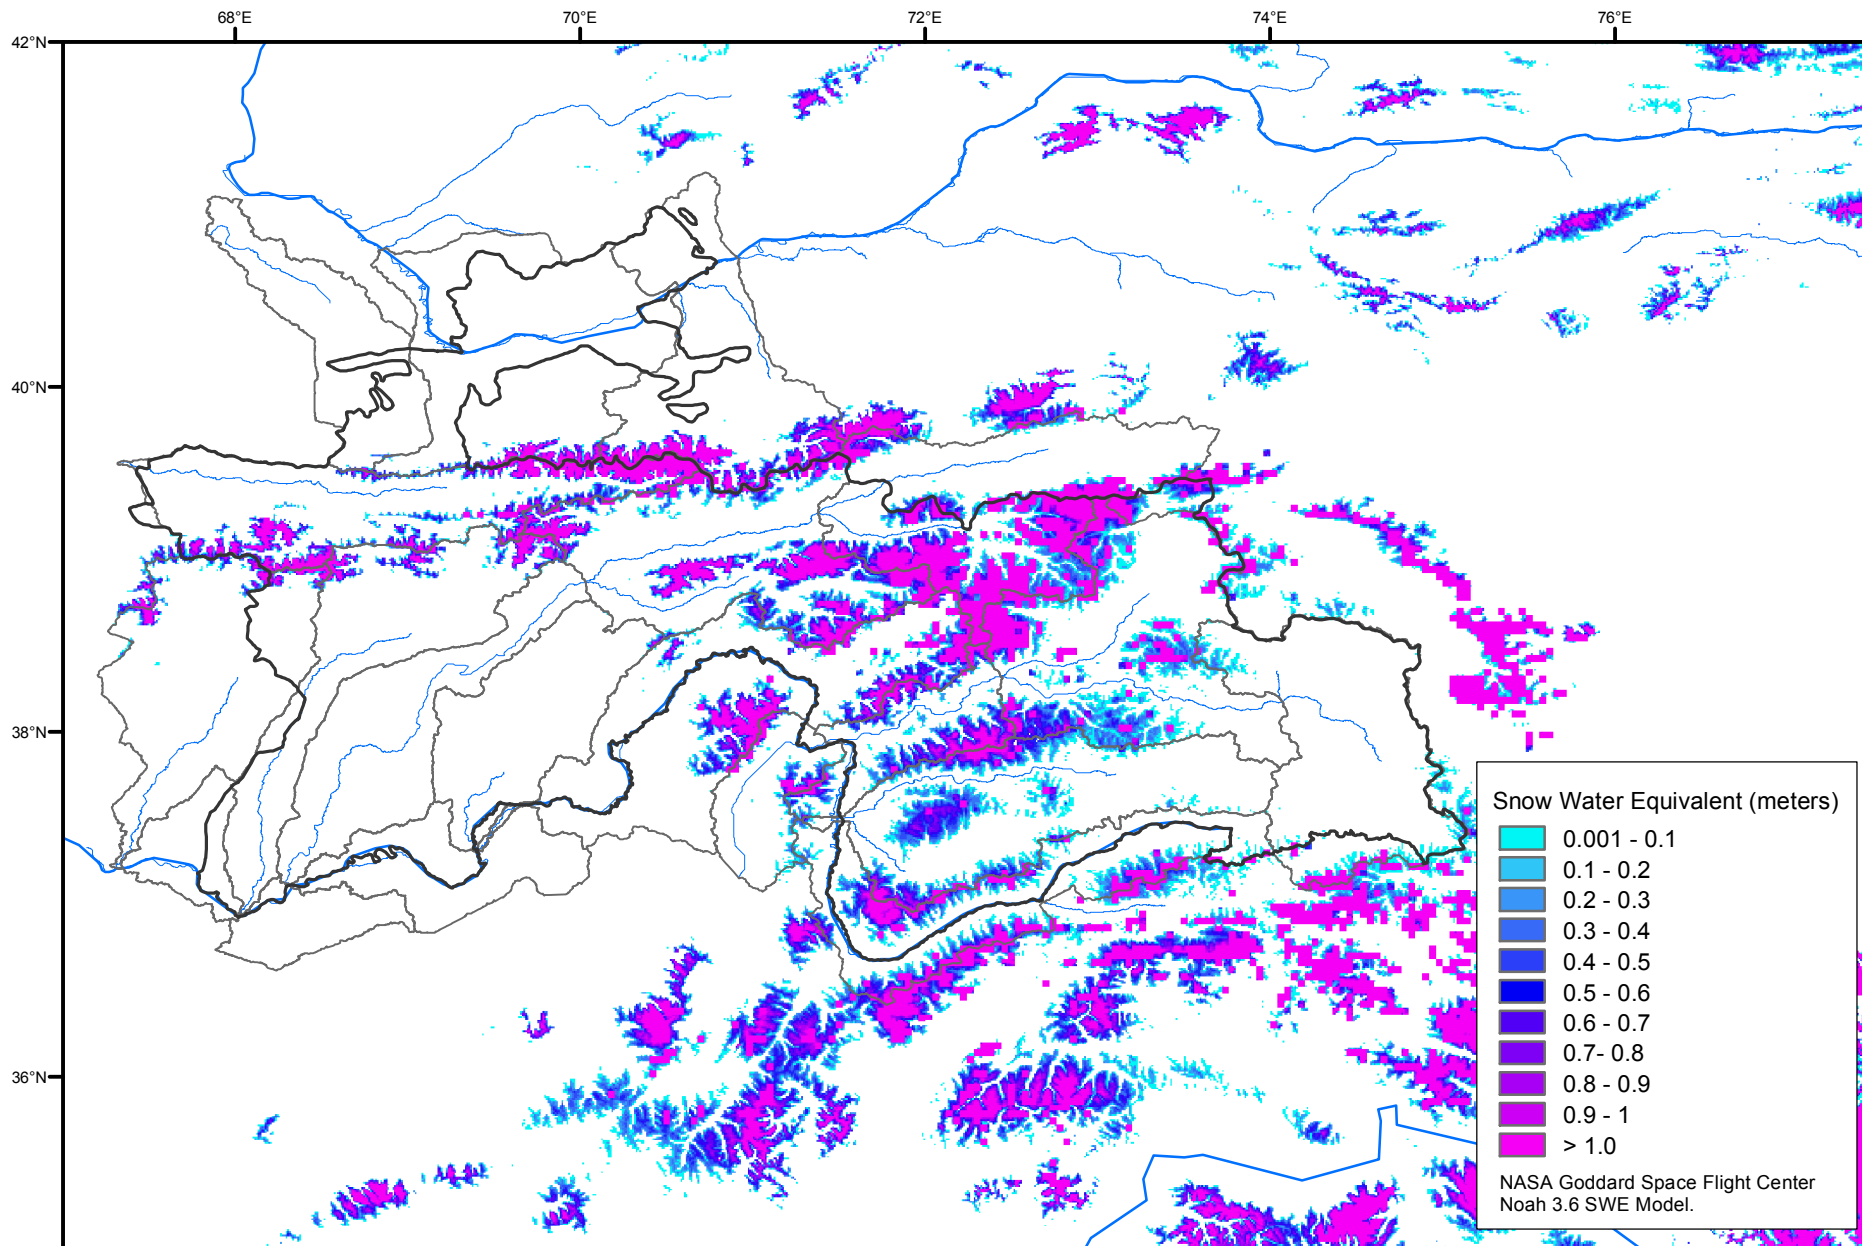 68°E
70°E
72°E
74°E
76°E
42°N
40°N
38°N
36°N
Snow Water Equivalent (meters)
0.001 - 0.1
0.1 - 0.2
0.2 - 0.3
0.3 - 0.4
0.4 - 0.5
0.5 - 0.6
0.6 - 0.7
0.7- 0.8
0.8 - 0.9
0.9 - 1
> 1.0
NASA Goddard Space Flight Center
Noah 3.6 SWE Model.